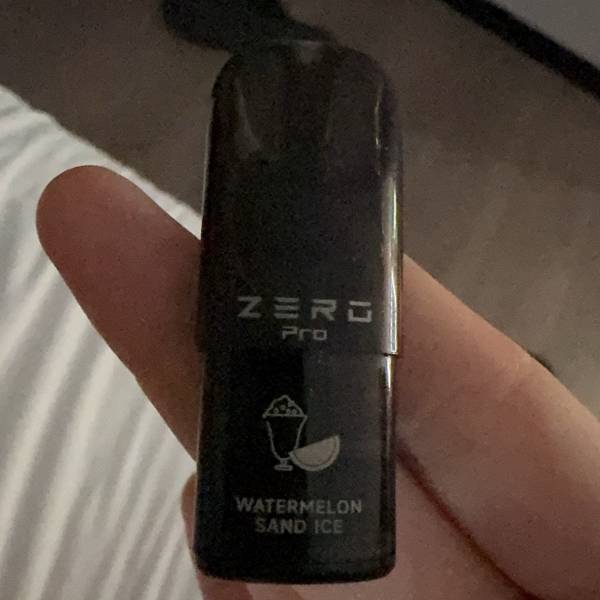 ZERO
Pro
WATERMELON
SAND ICE